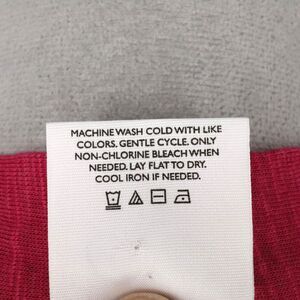 MACHINE WASH COLD WITH LIKE
COLORS. GENTLE CYCLE. ONLY
NON-CHLORINE BLEACH WHEN
NEEDED. LAY FLAT TO DRY.
COOL IRON IF NEEDED.